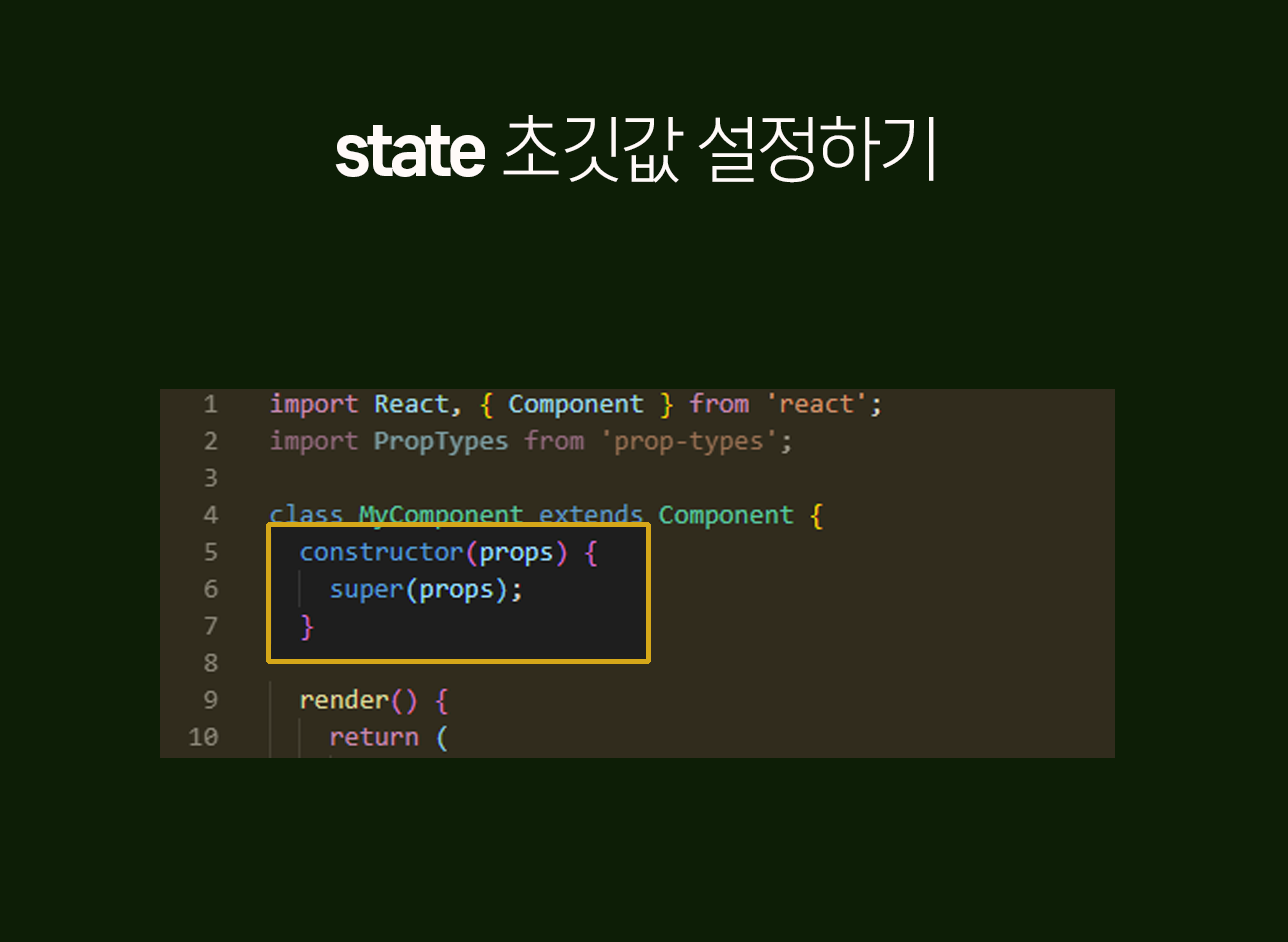 state 초깃값 설정하기
1 import React, { Component } from 'react';
2 import PropTypes from 'prop-types';
3
4 class MyComponent extends Component {
5 constructor(props) {
6 super(props);
7 }
8
9 render() {
10 return (